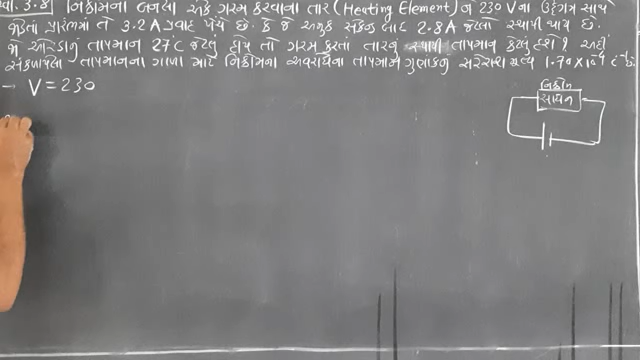 સ્વા. 3.8] નિક્રોમના બનેલા એક ગરમ કરવાના તાર (Heating Element) ને 230 V ના ઉદ્ગમ સાથે
જોડતા પ્રારંભમાં તે 3.2 A પ્રવાહ ખેંચે છે. કે જે અમુક સેકન્ડ બાદ 2.8 A જેટલો સ્થાયી થાય છે.
જો ઓરડાનું તાપમાન 27°C જેટલું હોય તો ગરમ કરતા તારનું સ્થાયી તાપમાન કેટલું હશે? અહીં
સંકળાયેલા તાપમાનના ગાળા માટે નિક્રોમના અવરોધના તાપમાન ગુણાંકનું સરેરાશ મૂલ્ય 1.70×10⁻⁴ °C⁻¹ છે.
→ V = 230
નિક્રોમ
સાધન